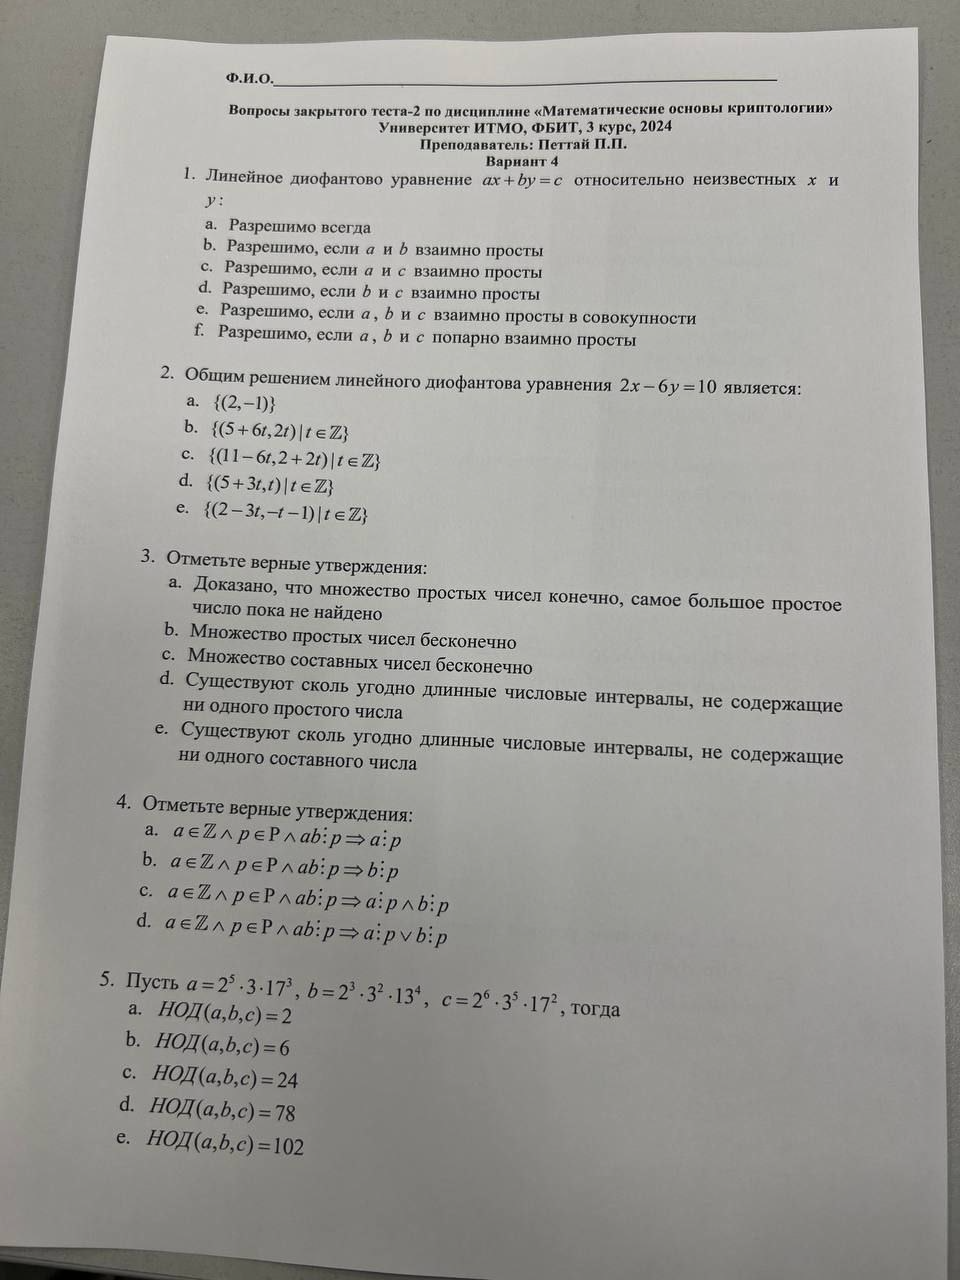 Ф.И.О.
Вопросы закрытого теста-2 по дисциплине «Математические основы криптологии»
Университет ИТМО, ФБИТ, 3 курс, 2024
Преподаватель: Петтай П.П.
Вариант 4
1. Линейное диофантово уравнение ax+by=c относительно неизвестных x и
y:
a. Разрешимо всегда
b. Разрешимо, если a и b взаимно просты
c. Разрешимо, если a и c взаимно просты
d. Разрешимо, если b и c взаимно просты
e. Разрешимо, если a, b и c взаимно просты в совокупности
f. Разрешимо, если a, b и c попарно взаимно просты
2. Общим решением линейного диофантова уравнения 2x−6y=10 является:
a. {(2,−1)}
b. {(5+6t,2t)|t∈ℤ}
c. {(11−6t,2+2t)|t∈ℤ}
d. {(5+3t,t)|t∈ℤ}
e. {(2−3t,−t−1)|t∈ℤ}
3. Отметьте верные утверждения:
a. Доказано, что множество простых чисел конечно, самое большое простое
число пока не найдено
b. Множество простых чисел бесконечно
c. Множество составных чисел бесконечно
d. Существуют сколь угодно длинные числовые интервалы, не содержащие
ни одного простого числа
e. Существуют сколь угодно длинные числовые интервалы, не содержащие
ни одного составного числа
4. Отметьте верные утверждения:
a. a∈ℤ∧p∈P∧ab⋮p⇒a⋮p
b. a∈ℤ∧p∈P∧ab⋮p⇒b⋮p
c. a∈ℤ∧p∈P∧ab⋮p⇒a⋮p∧b⋮p
d. a∈ℤ∧p∈P∧ab⋮p⇒a⋮p∨b⋮p
5. Пусть a=2⁵·3·17³, b=2³·3²·13⁴, c=2⁶·3⁵·17², тогда
a. НОД(a,b,c)=2
b. НОД(a,b,c)=6
c. НОД(a,b,c)=24
d. НОД(a,b,c)=78
e. НОД(a,b,c)=102